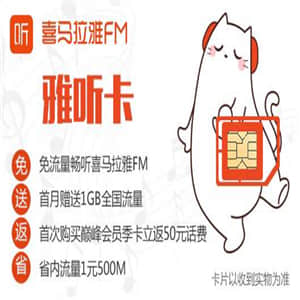 听 喜马拉雅FM
雅听卡
免 免流量畅听喜马拉雅FM
送 首月赠送1GB全国流量
返 首次购买巅峰会员季卡立返50元话费
省 省内流量1元500M
卡片以收到实物为准